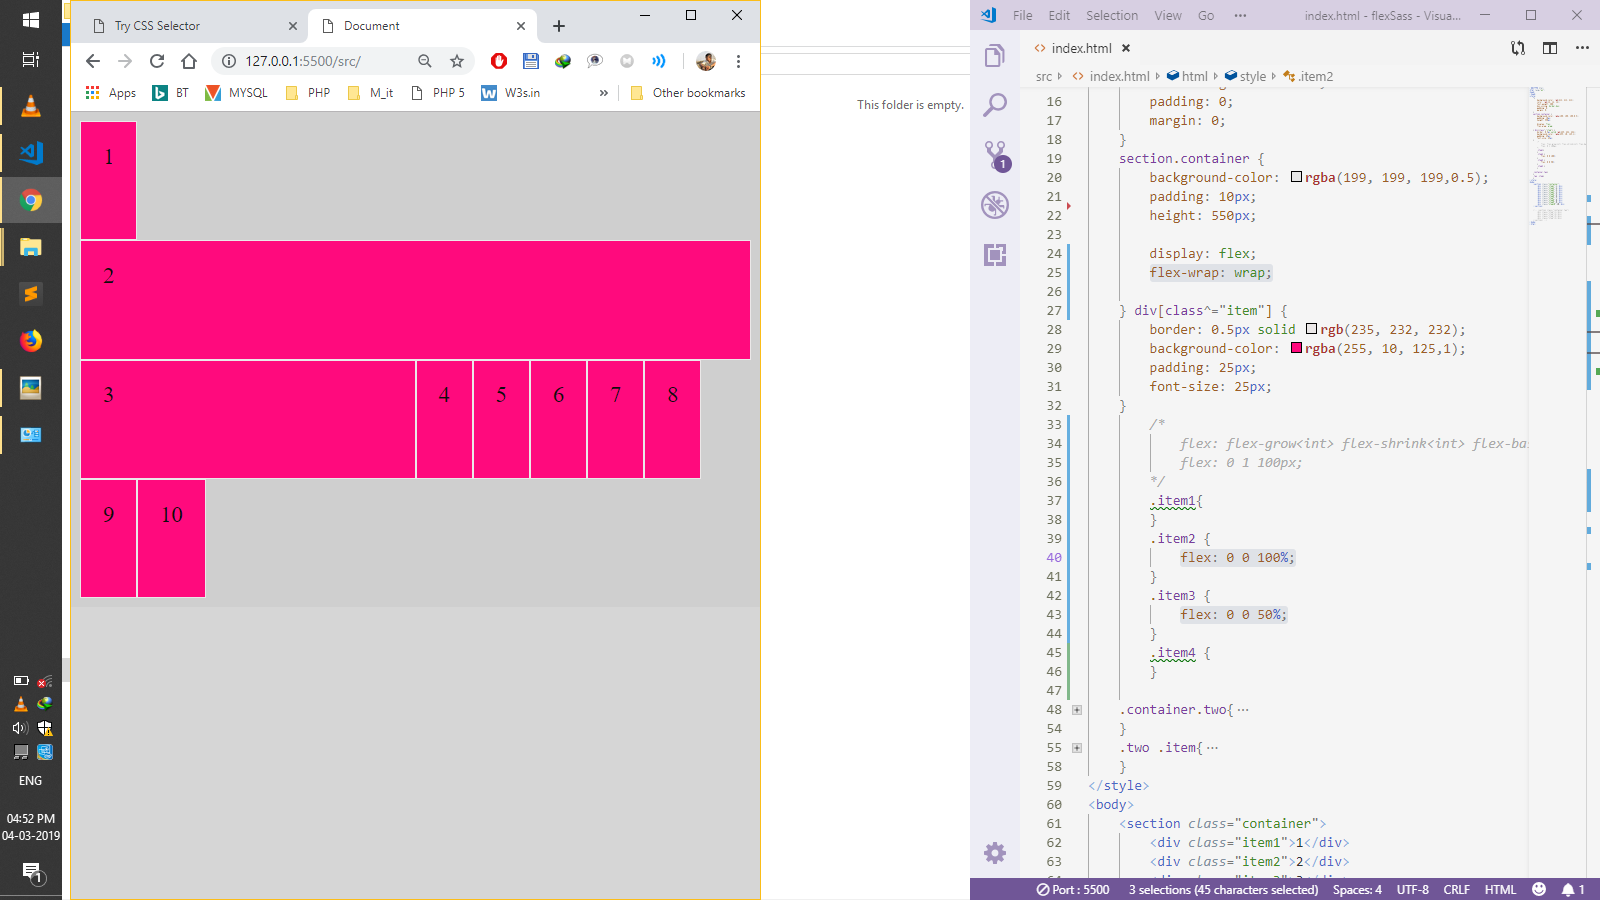 Try CSS Selector
Document
127.0.0.1:5500/src/
Apps
BT
MYSQL
PHP
M_it
PHP 5
W3s.in
»
Other bookmarks
1
2
3
4
5
6
7
8
9
10
ENG
04:52 PM
04-03-2019
1
This folder is empty.
File Edit Selection View Go ··· index.html - flexSass - Visua...
index.html
src > index.html > html > style > .item2
1
16 padding: 0;
17 margin: 0;
18 }
19 section.container {
20 background-color: rgba(199, 199, 199,0.5);
21 padding: 10px;
22 height: 550px;
23
24 display: flex;
25 flex-wrap: wrap;
26
27 } div[class^="item"] {
28 border: 0.5px solid rgb(235, 232, 232);
29 background-color: rgba(255, 10, 125,1);
30 padding: 25px;
31 font-size: 25px;
32 }
33 /*
34 flex: flex-grow<int> flex-shrink<int> flex-ba
35 flex: 0 1 100px;
36 */
37 .item1{
38 }
39 .item2 {
40 flex: 0 0 100%;
41 }
42 .item3 {
43 flex: 0 0 50%;
44 }
45 .item4 {
46 }
47
48 .container.two{ ···
54 }
55 .two .item{ ···
58 }
59 </style>
60 <body>
61 <section class="container">
62 <div class="item1">1</div>
63 <div class="item2">2</div>
Port : 5500 3 selections (45 characters selected) Spaces: 4 UTF-8 CRLF HTML 1